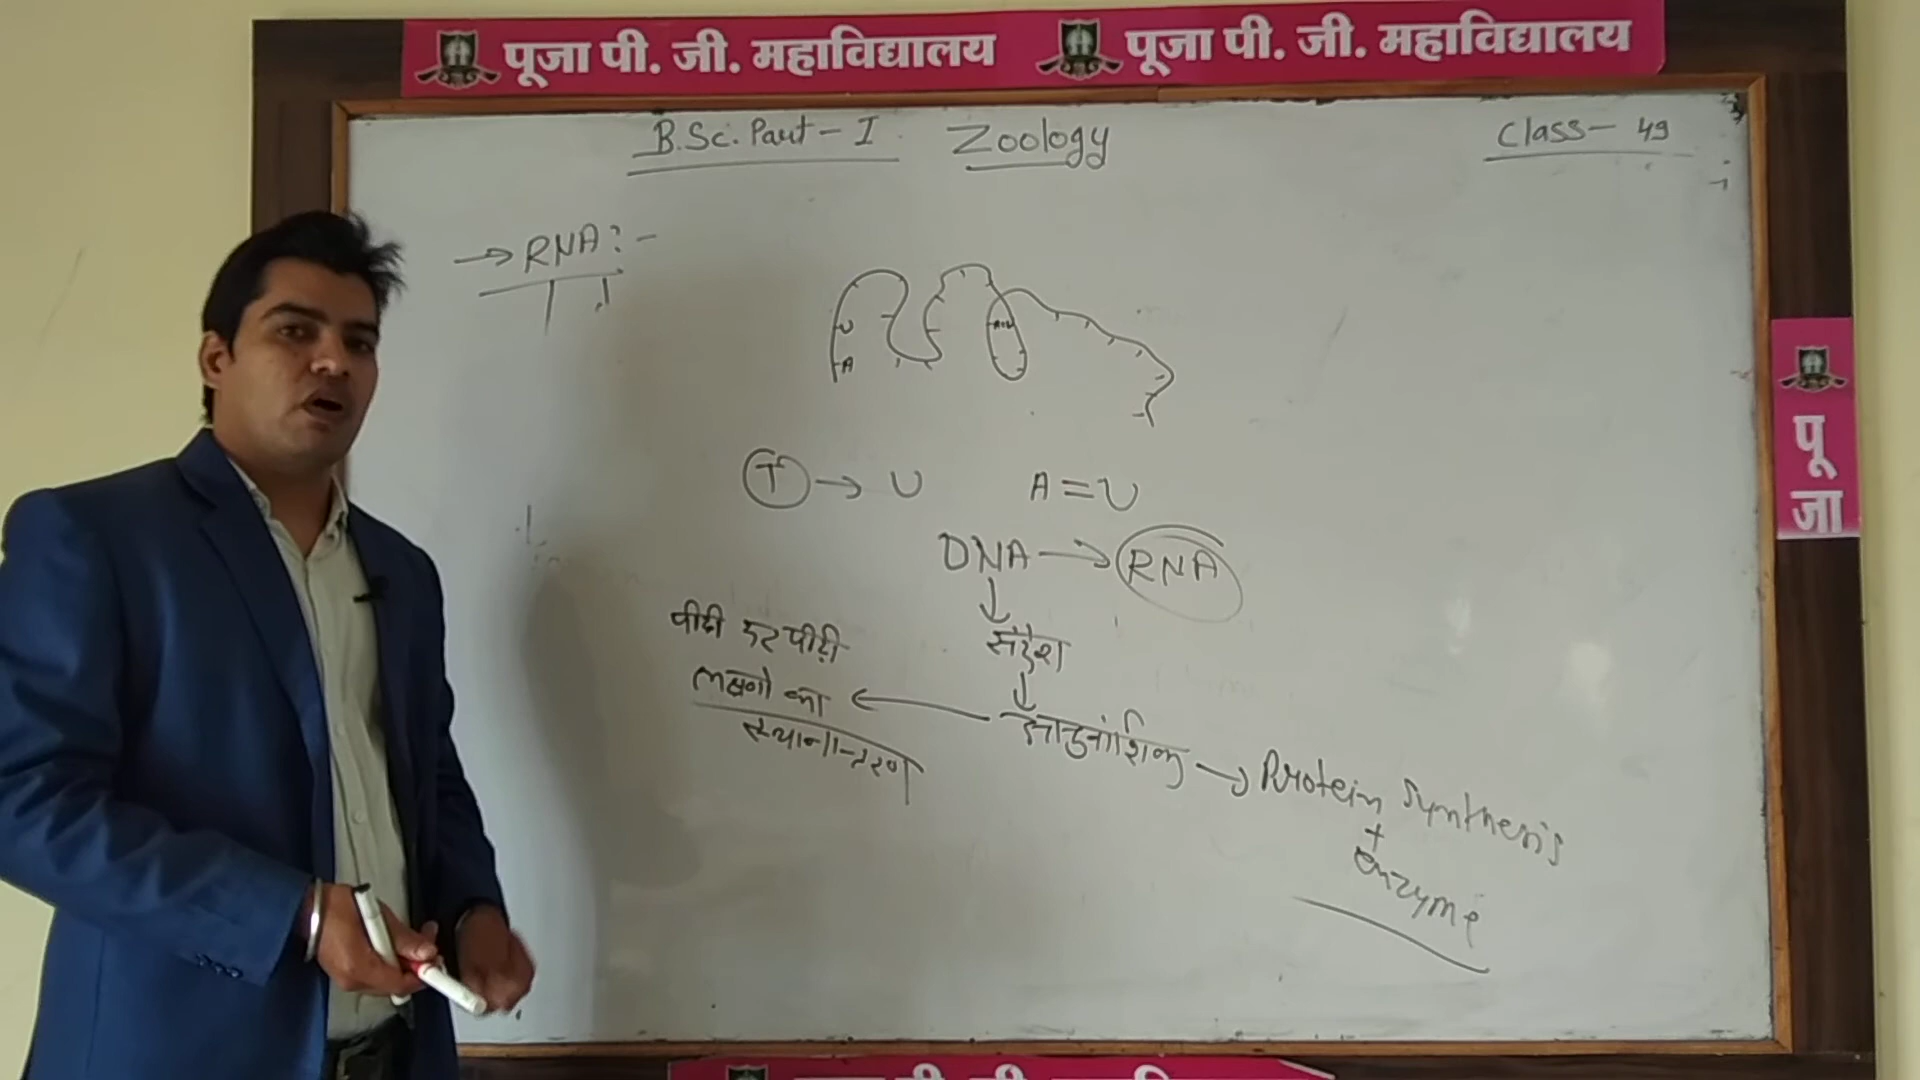 पूजा पी. जी. महाविद्यालय पूजा पी. जी. महाविद्यालय
B.Sc. Part - I Zoology Class - 49
→ RNA : -
U
A
T → U A = U
DNA → RNA
↓
पीढी दर पीढी संदेश
↓
लक्षणो का ← आनुवांशिक → Protein Synthesis
स्थानान्तरण
+
enzyme
पू
जा